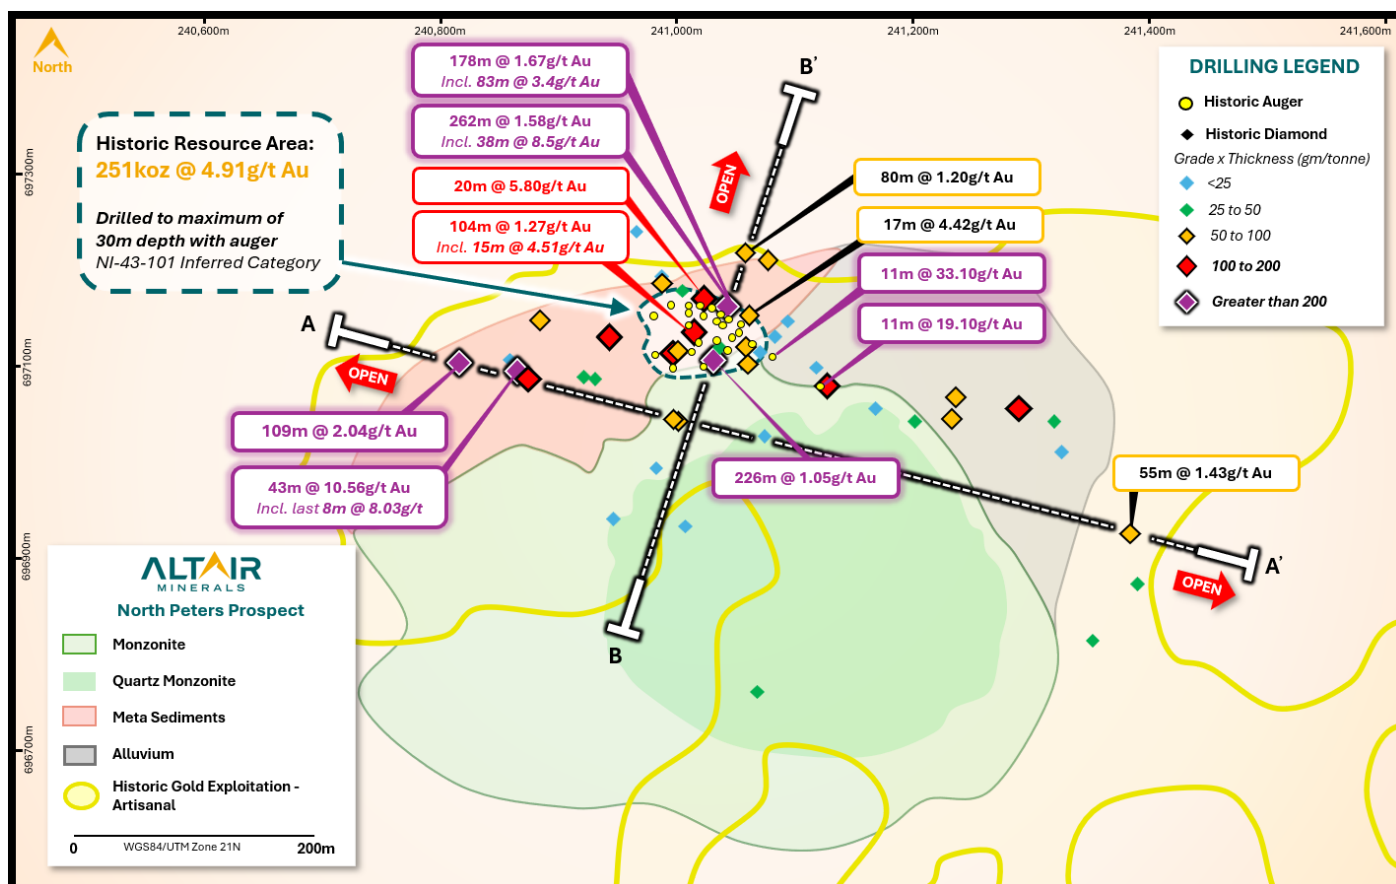 240,600m
240,800m
241,000m
241,200m
241,400m
241,600m
North
697300m
697100m
696900m
696700m
Historic Resource Area:
251koz @ 4.91g/t Au
Drilled to maximum of
30m depth with auger
NI-43-101 Inferred Category
178m @ 1.67g/t Au
Incl. 83m @ 3.4g/t Au
262m @ 1.58g/t Au
Incl. 38m @ 8.5g/t Au
20m @ 5.80g/t Au
104m @ 1.27g/t Au
Incl. 15m @ 4.51g/t Au
B'
OPEN
80m @ 1.20g/t Au
17m @ 4.42g/t Au
11m @ 33.10g/t Au
11m @ 19.10g/t Au
DRILLING LEGEND
Historic Auger
Historic Diamond
Grade x Thickness (gm/tonne)
<25
25 to 50
50 to 100
100 to 200
Greater than 200
A
OPEN
109m @ 2.04g/t Au
43m @ 10.56g/t Au
Incl. last 8m @ 8.03g/t
226m @ 1.05g/t Au
55m @ 1.43g/t Au
A'
OPEN
B
ALTAIR
MINERALS
North Peters Prospect
Monzonite
Quartz Monzonite
Meta Sediments
Alluvium
Historic Gold Exploitation -
Artisanal
0
WGS84/UTM Zone 21N
200m